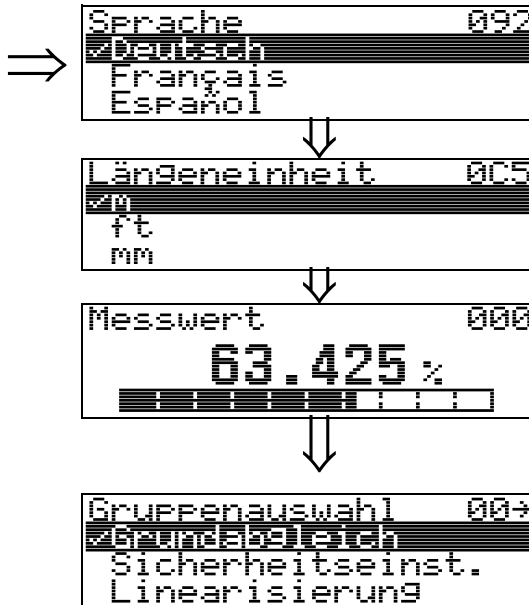 Sprache 092
✓Deutsch
Français
Español
Längeneinheit 0C5
✓m
ft
mm
Messwert 000
63.425 %
Gruppenauswahl 00→
✓Grundabgleich
Sicherheitseinst.
Linearisierung